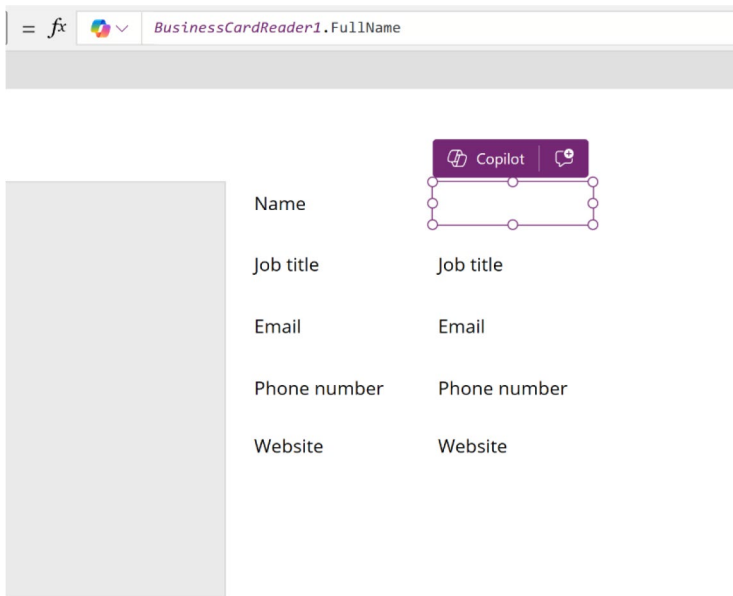 = fx BusinessCardReader1.FullName
Copilot
Name
Job title Job title
Email Email
Phone number Phone number
Website Website